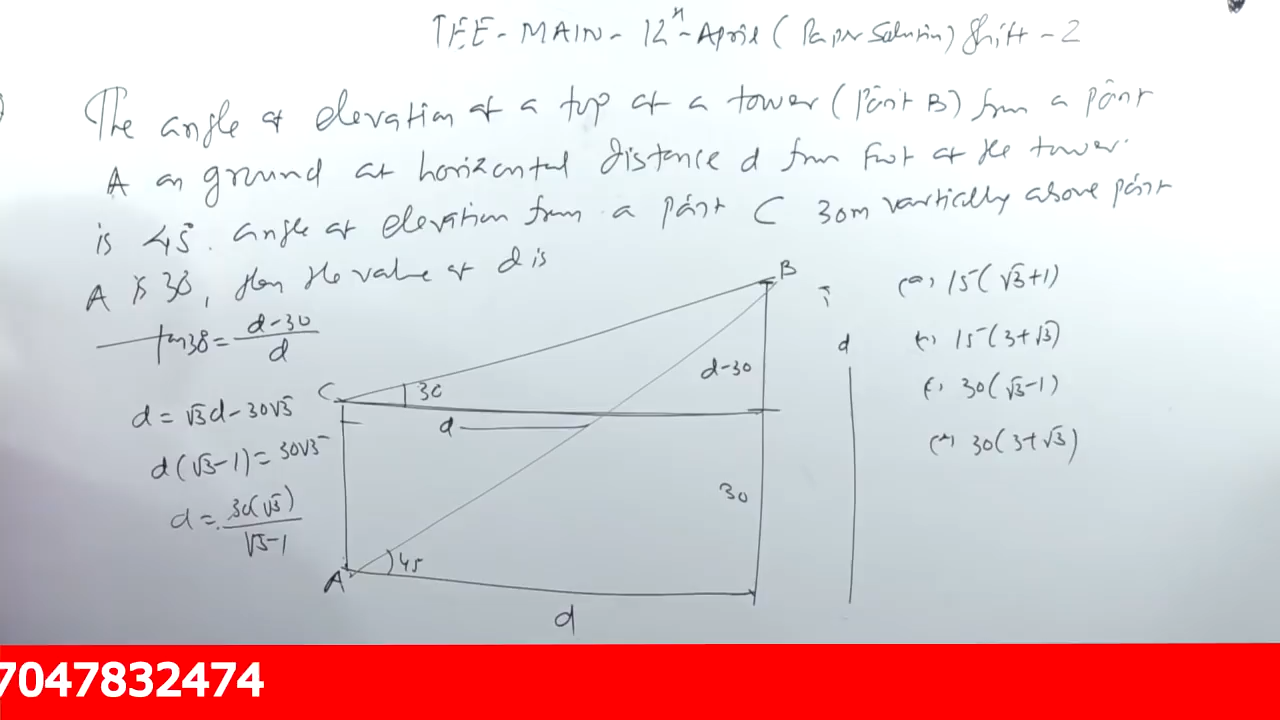 JEE - MAIN - 12th - April (Paper Solution) Shift - 2
The angle of elevation of a top of a tower (Point B) from a point
A on ground at horizontal distance d from foot of the tower.
is 45°. angle of elevation from a point C 30m vertically above point
A is 30, then the value of d is
tan30 = d-30/d
d = √3d - 30√3
d(√3-1) = 30√3
d = 30(√3)/√3-1
C
30
d
A
45
d
B
d-30
30
d
(a) 15(√3+1)
(b) 15(3+√3)
(c) 30(√3-1)
(d) 30(3+√3)
7047832474